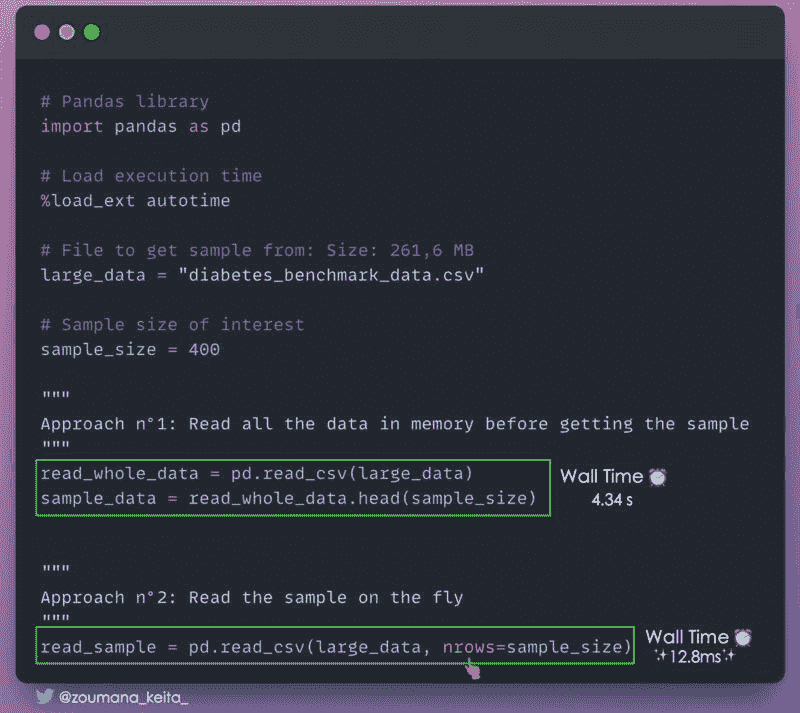 # Pandas library
import pandas as pd
# Load execution time
%load_ext autotime
# File to get sample from: Size: 261,6 MB
large_data = "diabetes_benchmark_data.csv"
# Sample size of interest
sample_size = 400
"""
Approach n°1: Read all the data in memory before getting the sample
"""
read_whole_data = pd.read_csv(large_data)
sample_data = read_whole_data.head(sample_size)
Wall Time ⏰
4.34 s
"""
Approach n°2: Read the sample on the fly
"""
read_sample = pd.read_csv(large_data, nrows=sample_size)
Wall Time ⏰
✨12.8ms✨
@zoumana_keita_